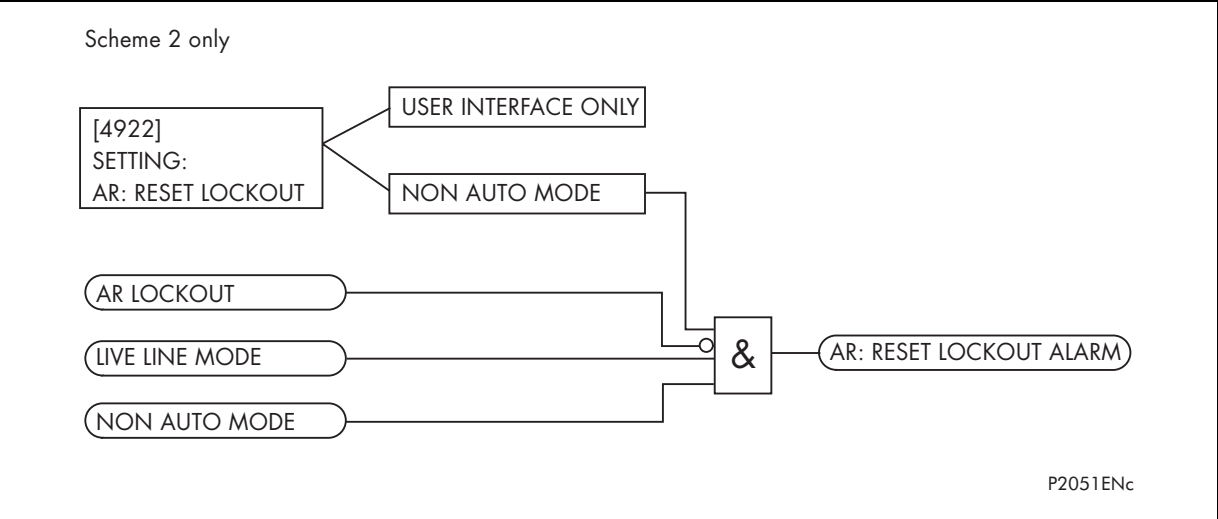 Scheme 2 only
USER INTERFACE ONLY
[4922]
SETTING:
AR: RESET LOCKOUT
NON AUTO MODE
AR LOCKOUT
LIVE LINE MODE
&
AR: RESET LOCKOUT ALARM
NON AUTO MODE
P2051ENc